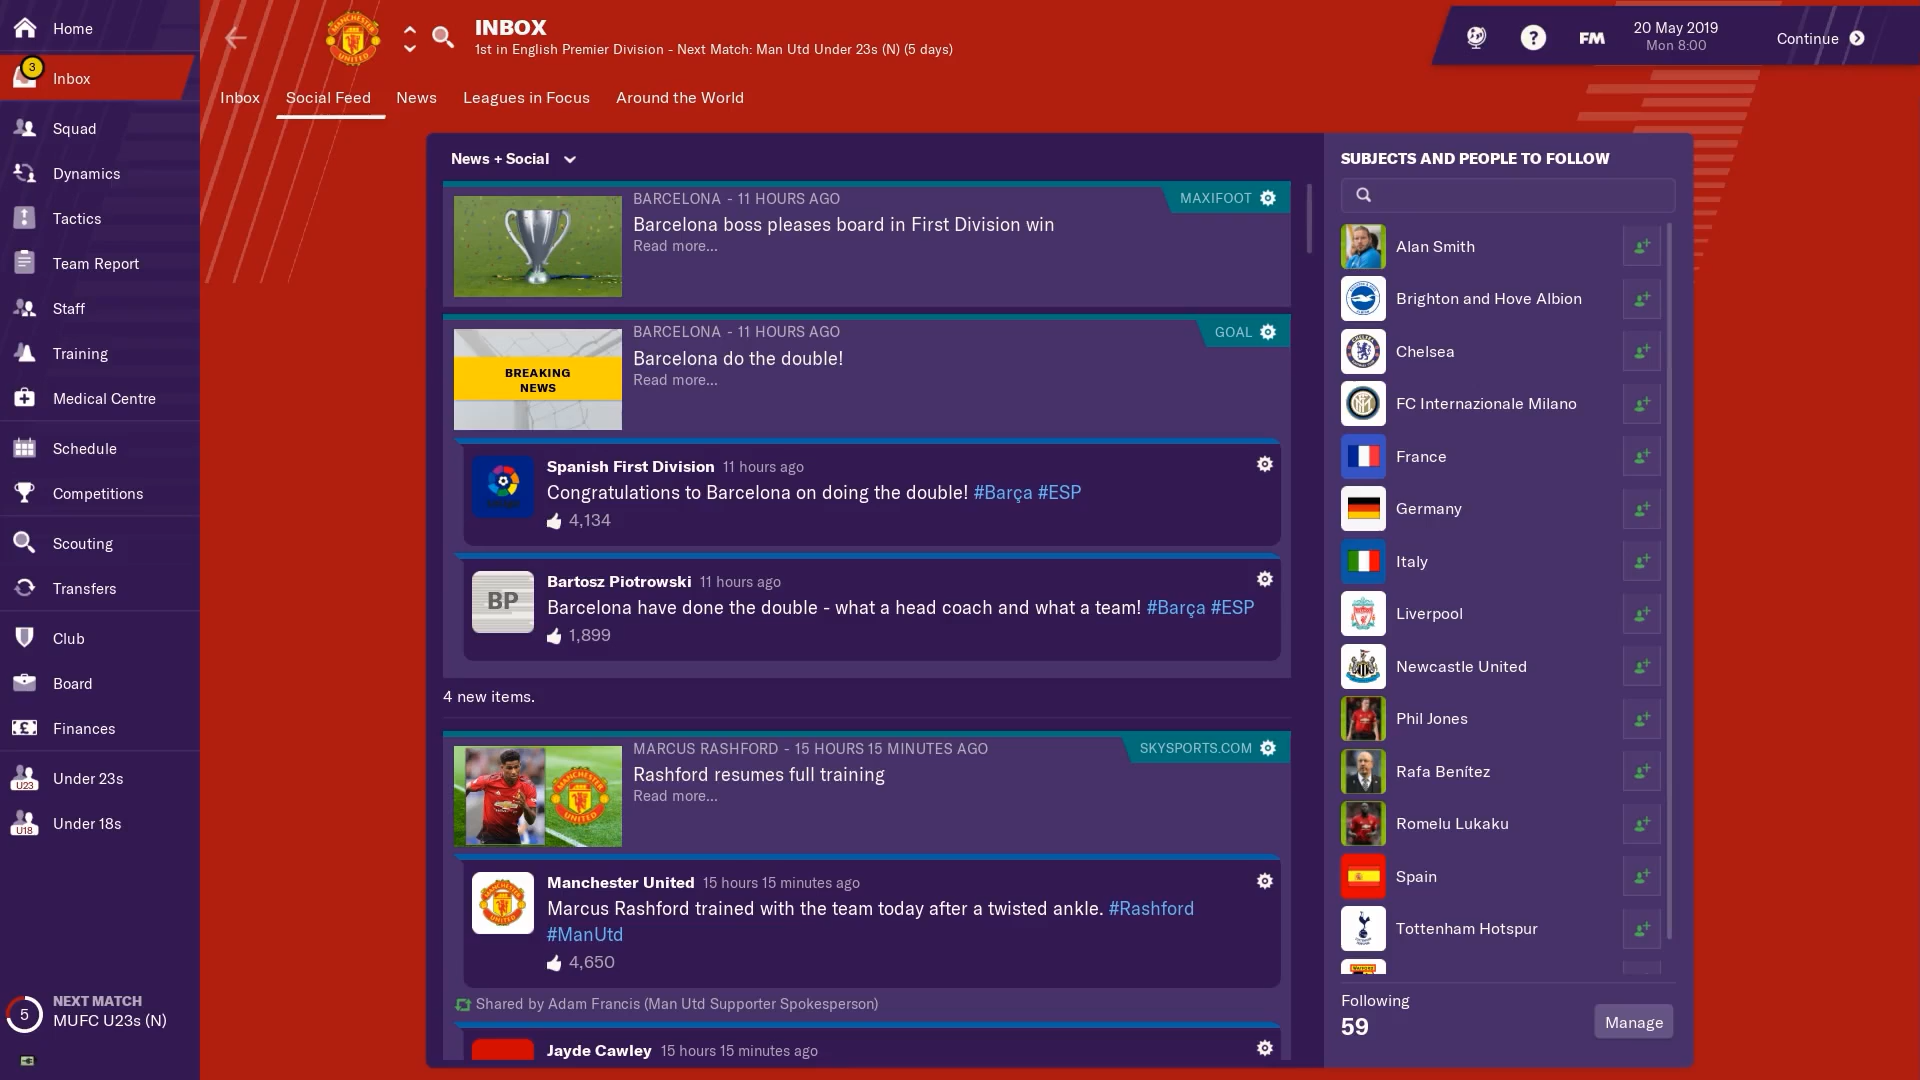 Home
3
Inbox
Squad
Dynamics
Tactics
Team Report
Staff
Training
Medical Centre
Schedule
Competitions
Scouting
Transfers
Club
Board
Finances
U23
Under 23s
U18
Under 18s
5
NEXT MATCH
MUFC U23s (N)
MANCHESTER
UNITED
INBOX
1st in English Premier Division - Next Match: Man Utd Under 23s (N) (5 days)
?
FM
20 May 2019
Mon 8:00
Continue
Inbox
Social Feed
News
Leagues in Focus
Around the World
News + Social
BARCELONA - 11 HOURS AGO
MAXIFOOT
Barcelona boss pleases board in First Division win
Read more...
BREAKING
NEWS
BARCELONA - 11 HOURS AGO
GOAL
Barcelona do the double!
Read more...
Spanish First Division 11 hours ago
Congratulations to Barcelona on doing the double! #Barça #ESP
4,134
BP
Bartosz Piotrowski 11 hours ago
Barcelona have done the double - what a head coach and what a team! #Barça #ESP
1,899
4 new items.
MANCHESTER
UNITED
MARCUS RASHFORD - 15 HOURS 15 MINUTES AGO
SKYSPORTS.COM
Rashford resumes full training
Read more...
MANCHESTER
UNITED
Manchester United 15 hours 15 minutes ago
Marcus Rashford trained with the team today after a twisted ankle. #Rashford
#ManUtd
4,650
Shared by Adam Francis (Man Utd Supporter Spokesperson)
Jayde Cawley 15 hours 15 minutes ago
SUBJECTS AND PEOPLE TO FOLLOW
Alan Smith
Brighton and Hove Albion
Chelsea
FC Internazionale Milano
France
Germany
Italy
Liverpool
Newcastle United
Phil Jones
Rafa Benítez
Romelu Lukaku
Spain
Tottenham Hotspur
WATFORD
Following
59
Manage